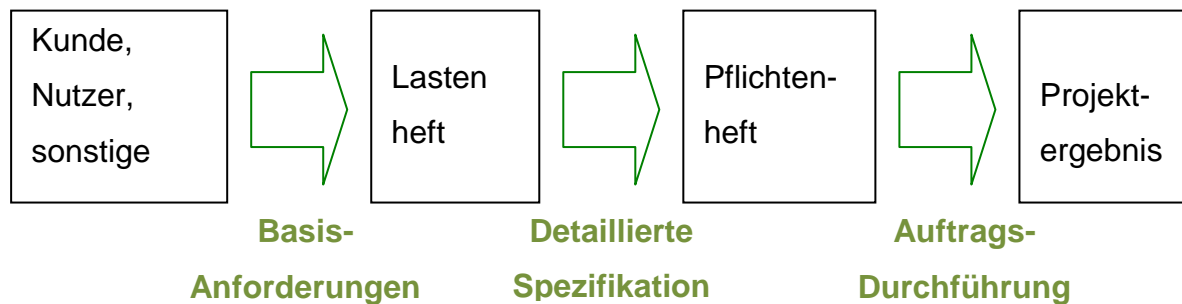 Kunde,
Nutzer,
sonstige
Lasten
heft
Pflichten-
heft
Projekt-
ergebnis
Basis-
Anforderungen
Detaillierte
Spezifikation
Auftrags-
Durchführung